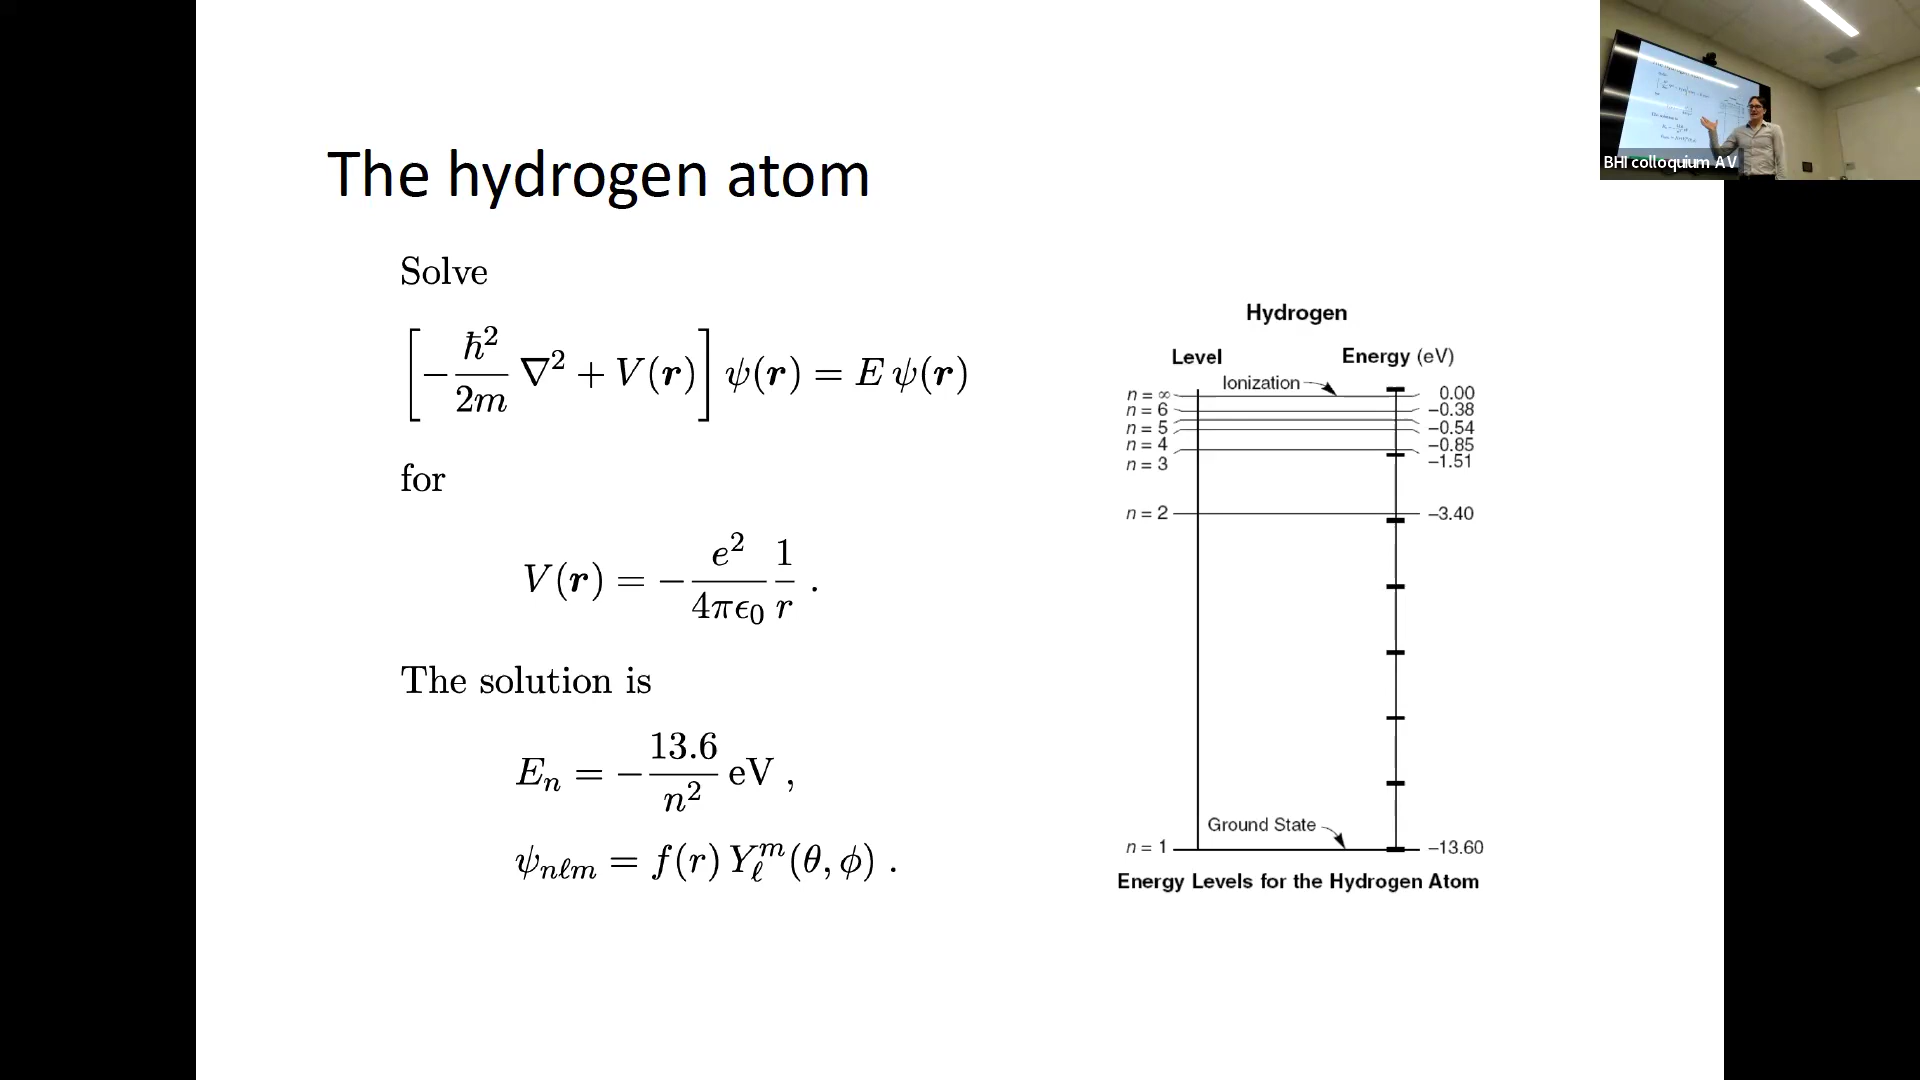 The hydrogen atom
Solve
[−ħ²/2m ∇² + V(r)] ψ(r) = E ψ(r)
for
V(r) = − e²/4πϵ₀ 1/r .
The solution is
Eₙ = − 13.6/n² eV ,
ψₙℓₘ = f(r) Yℓᵐ(θ, ϕ) .
Hydrogen
Level Energy (eV)
Ionization
n = ∞ 0.00
n = 6 −0.38
n = 5 −0.54
n = 4 −0.85
n = 3 −1.51
n = 2 −3.40
Ground State
n = 1 −13.60
Energy Levels for the Hydrogen Atom
BHI colloquium AV